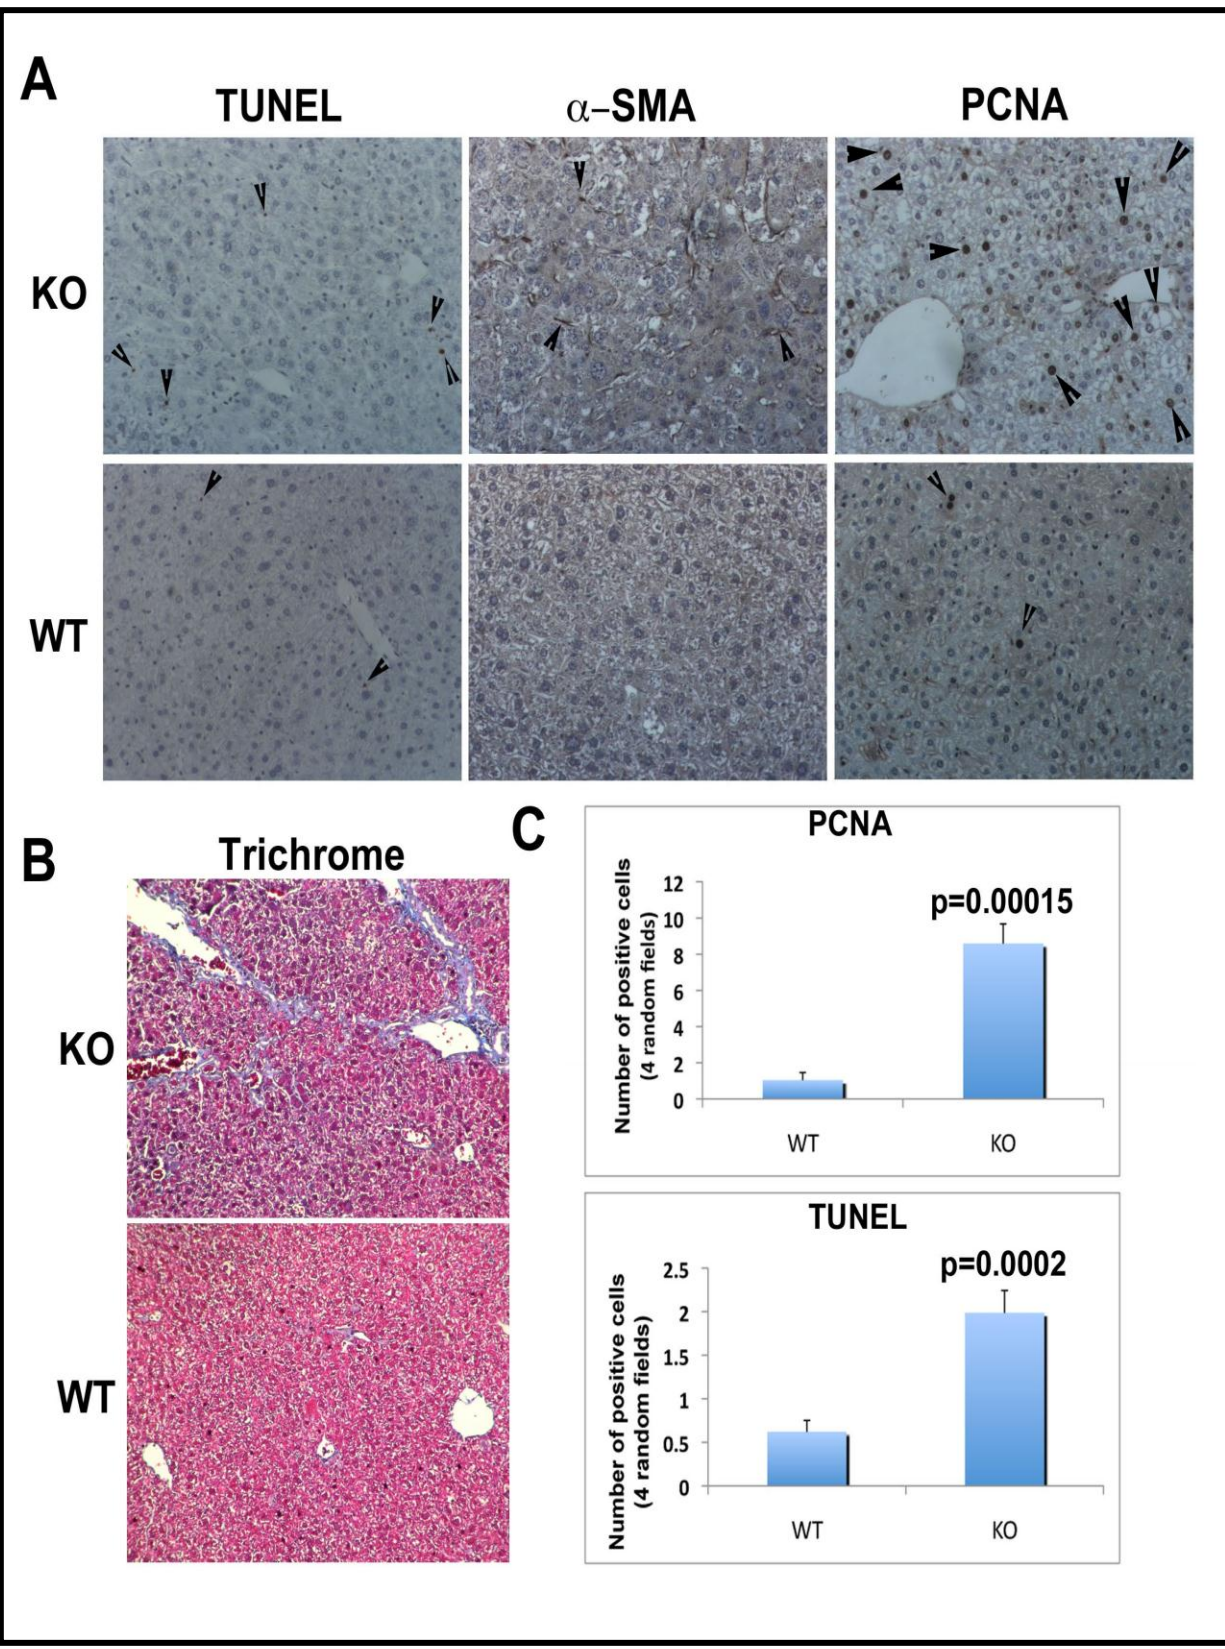 A
TUNEL
α–SMA
PCNA
KO
WT
B
Trichrome
KO
WT
C
PCNA
Number of positive cells
(4 random fields)
12
10
8
6
4
2
0
p=0.00015
WT
KO
TUNEL
Number of positive cells
(4 random fields)
2.5
2
1.5
1
0.5
0
p=0.0002
WT
KO